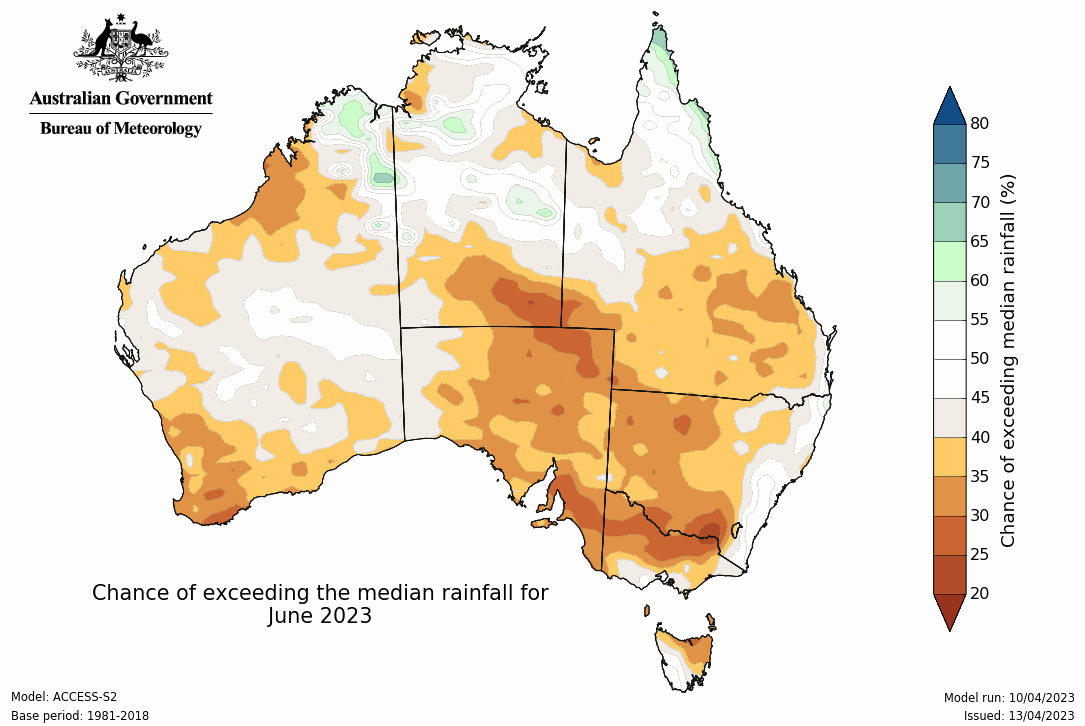 Australian Government
Bureau of Meteorology
80
75
70
65
60
55
50
45
40
35
30
25
20
Chance of exceeding median rainfall (%)
Chance of exceeding the median rainfall for
June 2023
Model: ACCESS-S2
Base period: 1981-2018
Model run: 10/04/2023
Issued: 13/04/2023